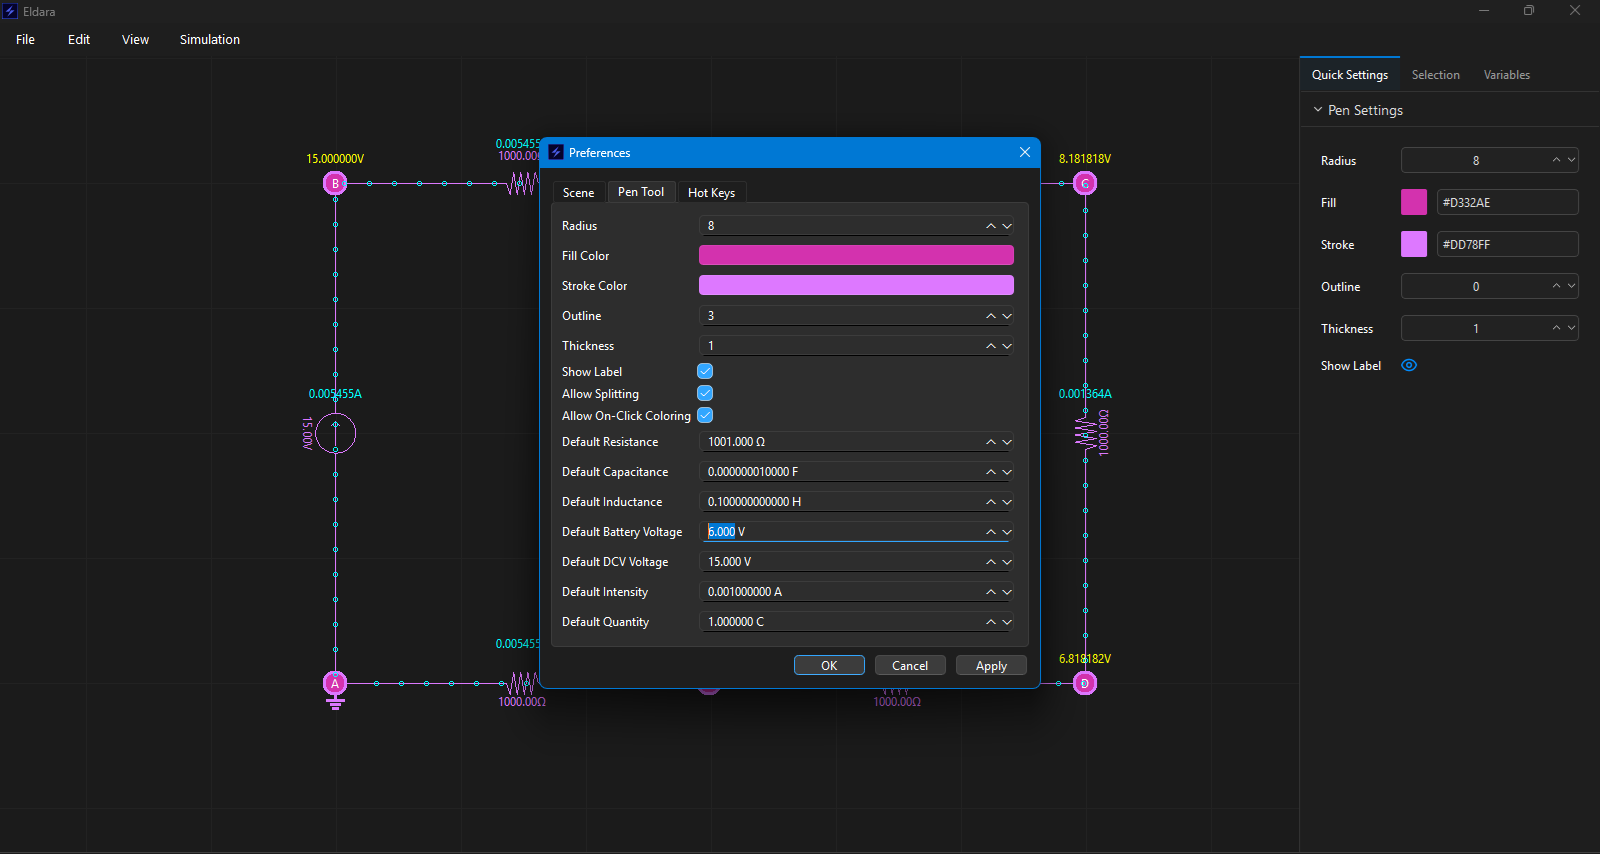 Eldara
File Edit View Simulation
Quick Settings Selection Variables
Pen Settings
Radius 8
Fill #D332AE
Stroke #DD78FF
Outline 0
Thickness 1
Show Label
15.000000V
B
0.005455
1000.00
8.181818V
C
0.005455A
15.00V
0.001364A
1000.00Ω
0.005455
A
1000.00Ω
1000.00Ω
6.818182V
D
Preferences
Scene Pen Tool Hot Keys
Radius 8
Fill Color
Stroke Color
Outline 3
Thickness 1
Show Label
Allow Splitting
Allow On-Click Coloring
Default Resistance 1001.000 Ω
Default Capacitance 0.000000010000 F
Default Inductance 0.100000000000 H
Default Battery Voltage 6.000 V
Default DCV Voltage 15.000 V
Default Intensity 0.001000000 A
Default Quantity 1.000000 C
OK Cancel Apply